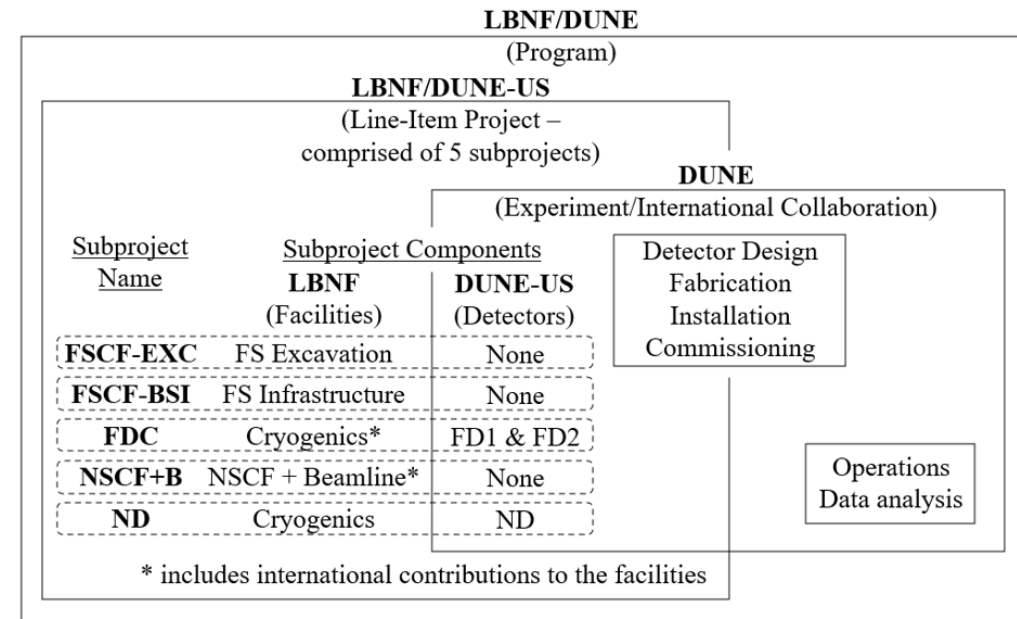 LBNF/DUNE
(Program)
LBNF/DUNE-US
(Line-Item Project –
comprised of 5 subprojects)
DUNE
(Experiment/International Collaboration)
Subproject
Name
Subproject Components
LBNF
(Facilities)
DUNE-US
(Detectors)
Detector Design
Fabrication
Installation
Commissioning
FSCF-EXC FS Excavation None
FSCF-BSI FS Infrastructure None
FDC Cryogenics* FD1 & FD2
NSCF+B NSCF + Beamline* None
ND Cryogenics ND
Operations
Data analysis
* includes international contributions to the facilities